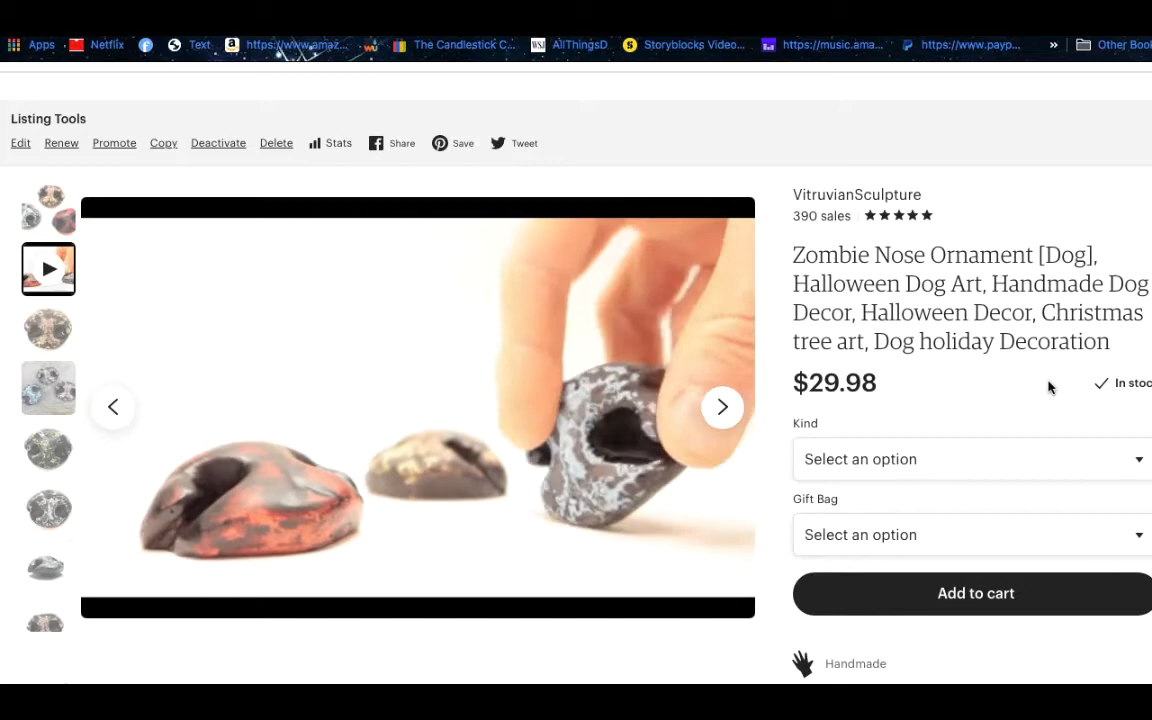 Apps Netflix Text https://www.amaz... The Candlestick C... WSJ AllThingsD S Storyblocks Video... https://music.ama... https://www.payp... » Other Boo
Listing Tools
Edit Renew Promote Copy Deactivate Delete Stats Share Save Tweet
VitruvianSculpture
390 sales
Zombie Nose Ornament [Dog],
Halloween Dog Art, Handmade Dog
Decor, Halloween Decor, Christmas
tree art, Dog holiday Decoration
$29.98
In stoc
Kind
Select an option
Gift Bag
Select an option
Add to cart
Handmade